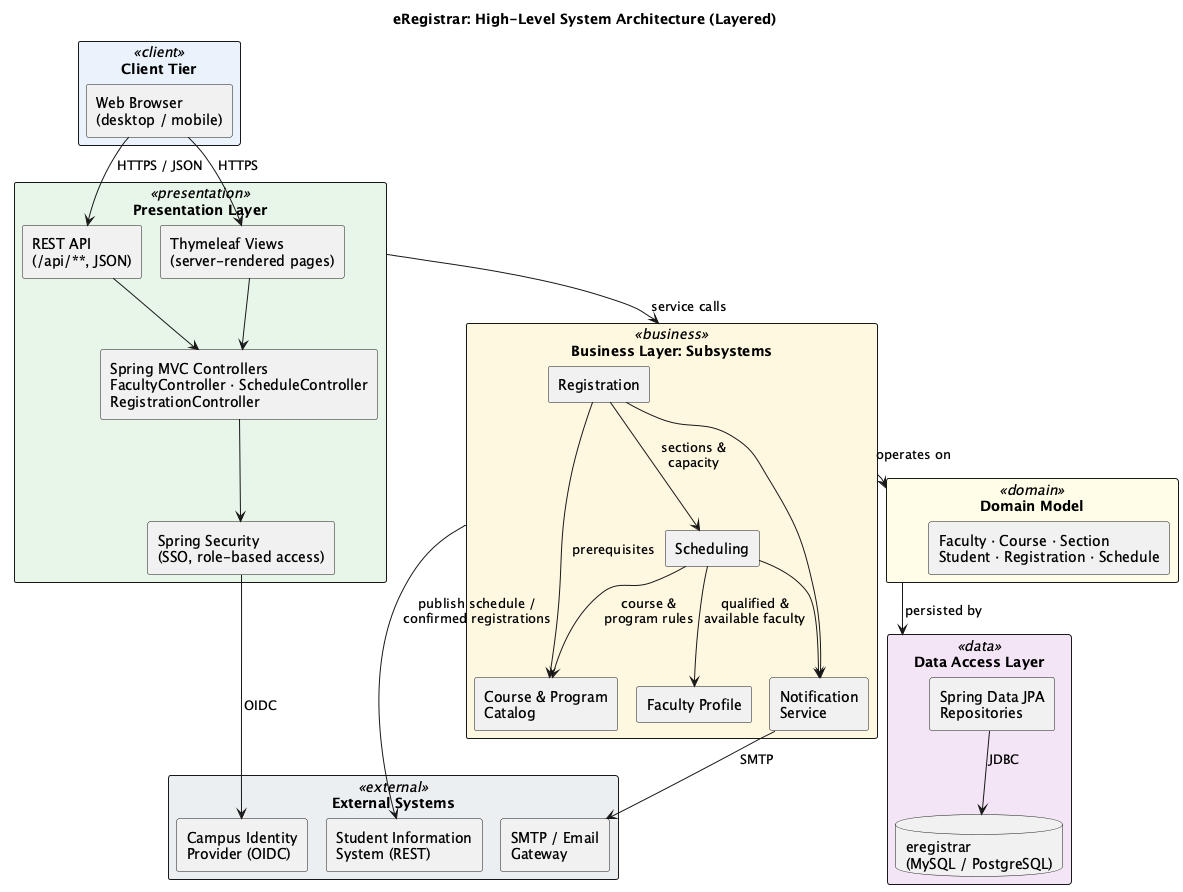 eRegistrar: High-Level System Architecture (Layered)
«client»
Client Tier
Web Browser
(desktop / mobile)
HTTPS / JSON
HTTPS
«presentation»
Presentation Layer
REST API
(/api/**, JSON)
Thymeleaf Views
(server-rendered pages)
Spring MVC Controllers
FacultyController · ScheduleController
RegistrationController
Spring Security
(SSO, role-based access)
service calls
«business»
Business Layer: Subsystems
Registration
sections &
capacity
prerequisites
Scheduling
course &
program rules
qualified &
available faculty
Course & Program
Catalog
Faculty Profile
Notification
Service
operates on
«domain»
Domain Model
Faculty · Course · Section
Student · Registration · Schedule
persisted by
«data»
Data Access Layer
Spring Data JPA
Repositories
JDBC
eregistrar
(MySQL / PostgreSQL)
publish schedule /
confirmed registrations
OIDC
SMTP
«external»
External Systems
Campus Identity
Provider (OIDC)
Student Information
System (REST)
SMTP / Email
Gateway